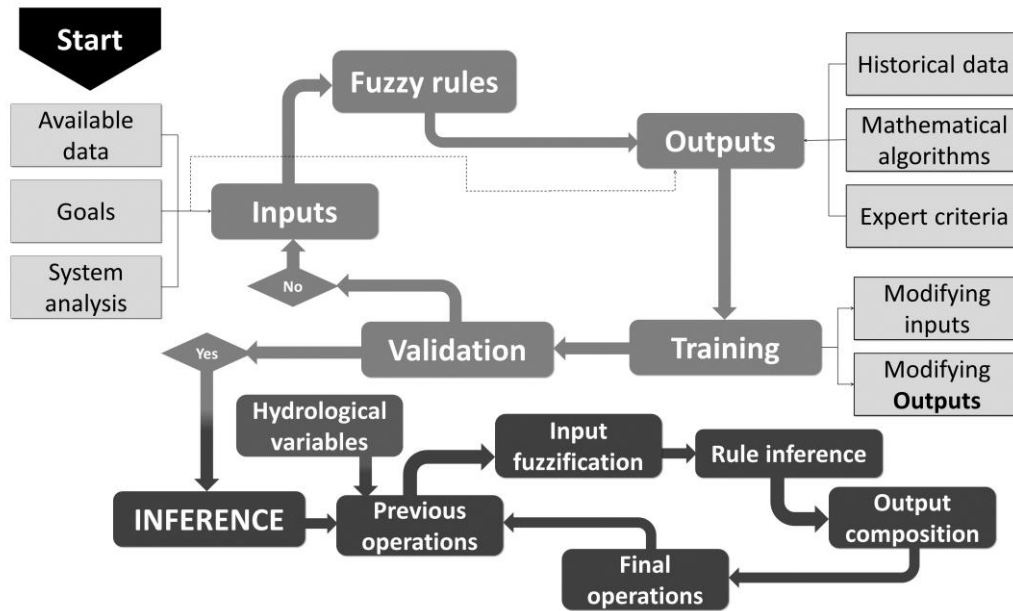 Start
Available
data
Goals
System
analysis
Inputs
Fuzzy rules
Outputs
Historical data
Mathematical
algorithms
Expert criteria
Training
Modifying
inputs
Modifying
Outputs
Validation
No
Yes
INFERENCE
Hydrological
variables
Previous
operations
Input
fuzzification
Rule inference
Output
composition
Final
operations